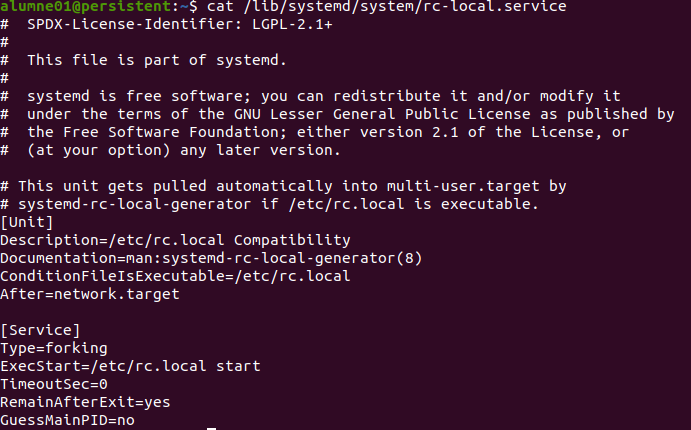 alumne01@persistent:~$ cat /lib/systemd/system/rc-local.service
#  SPDX-License-Identifier: LGPL-2.1+
#
#  This file is part of systemd.
#
#  systemd is free software; you can redistribute it and/or modify it
#  under the terms of the GNU Lesser General Public License as published by
#  the Free Software Foundation; either version 2.1 of the License, or
#  (at your option) any later version.

# This unit gets pulled automatically into multi-user.target by
# systemd-rc-local-generator if /etc/rc.local is executable.
[Unit]
Description=/etc/rc.local Compatibility
Documentation=man:systemd-rc-local-generator(8)
ConditionFileIsExecutable=/etc/rc.local
After=network.target

[Service]
Type=forking
ExecStart=/etc/rc.local start
TimeoutSec=0
RemainAfterExit=yes
GuessMainPID=no